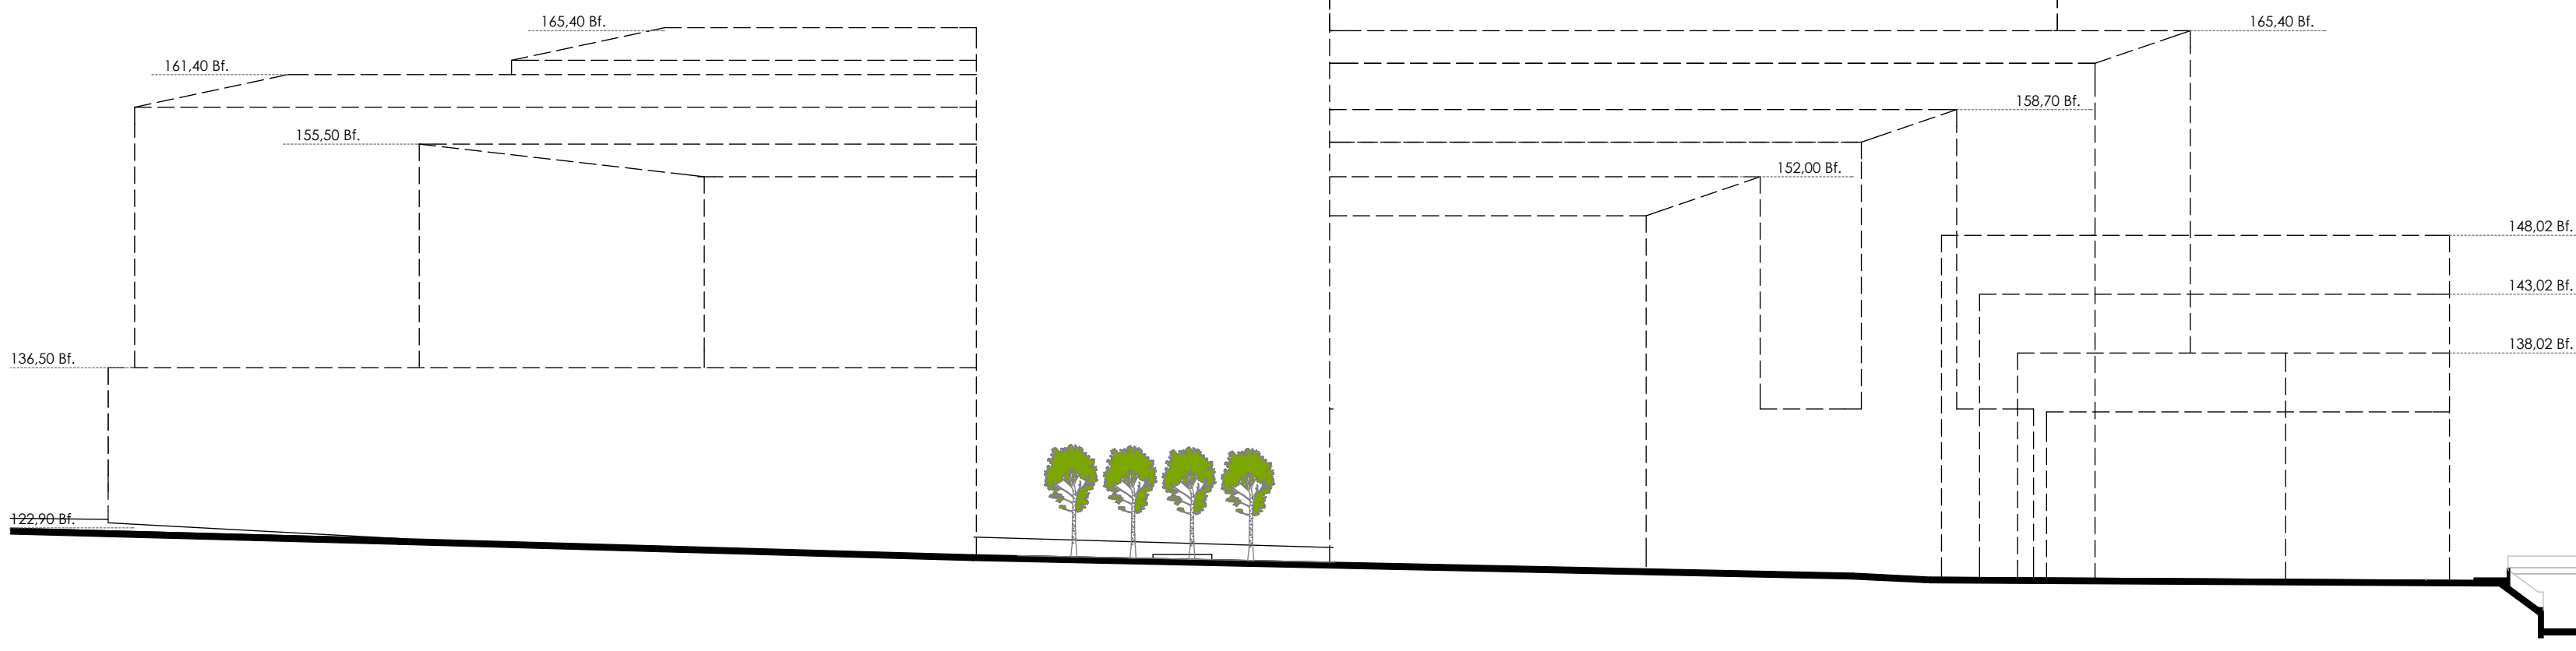 165,40 Bf.
165,40 Bf.
161,40 Bf.
158,70 Bf.
155,50 Bf.
152,00 Bf.
148,02 Bf.
143,02 Bf.
138,02 Bf.
136,50 Bf.
122,90 Bf.